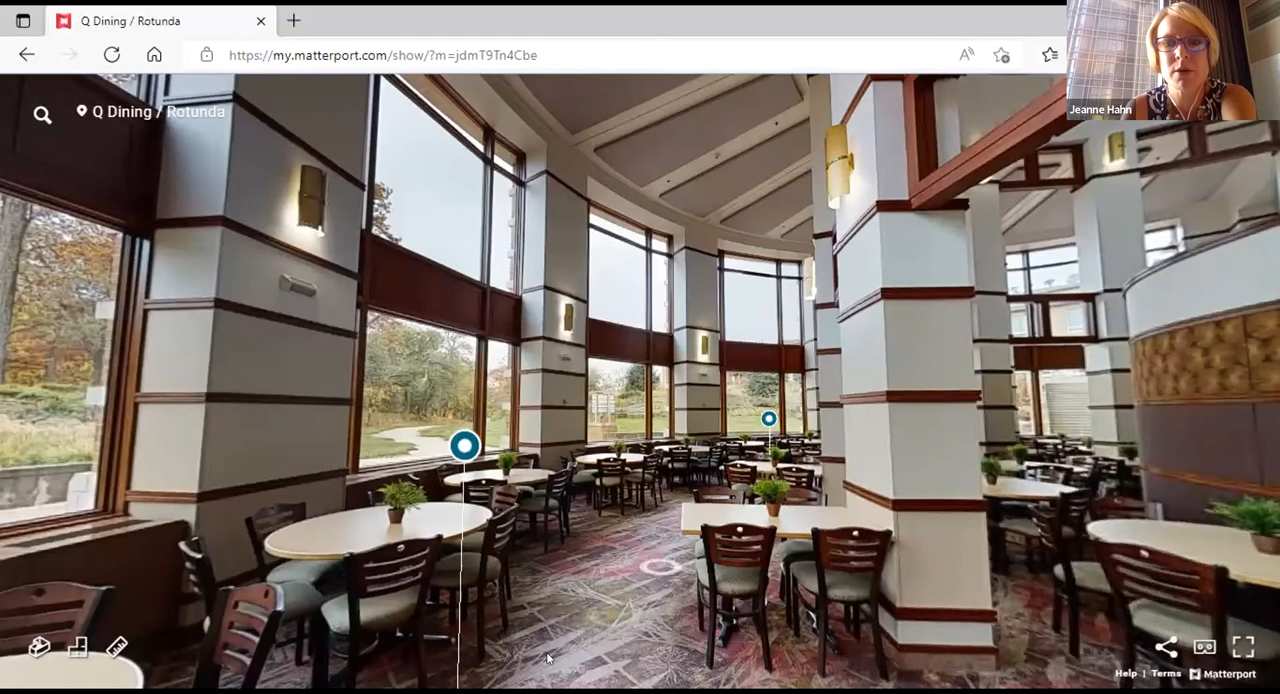 Q Dining / Rotunda
https://my.matterport.com/show/?m=jdmT9Tn4Cbe
Jeanne Hahn
Q Dining / Rotunda
Help | Terms Matterport